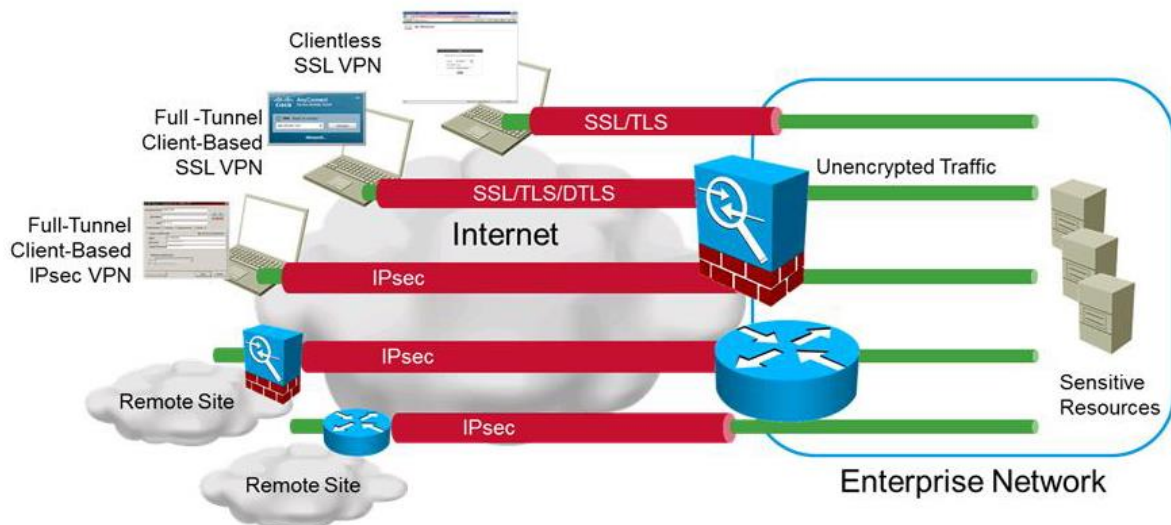 Clientless
SSL VPN
SSL/TLS
Full -Tunnel
Client-Based
SSL VPN
AnyConnect
SSL/TLS/DTLS
Unencrypted Traffic
Internet
Full-Tunnel
Client-Based
IPsec VPN
IPsec
IPsec
Remote Site
Sensitive
Resources
IPsec
Remote Site
Enterprise Network